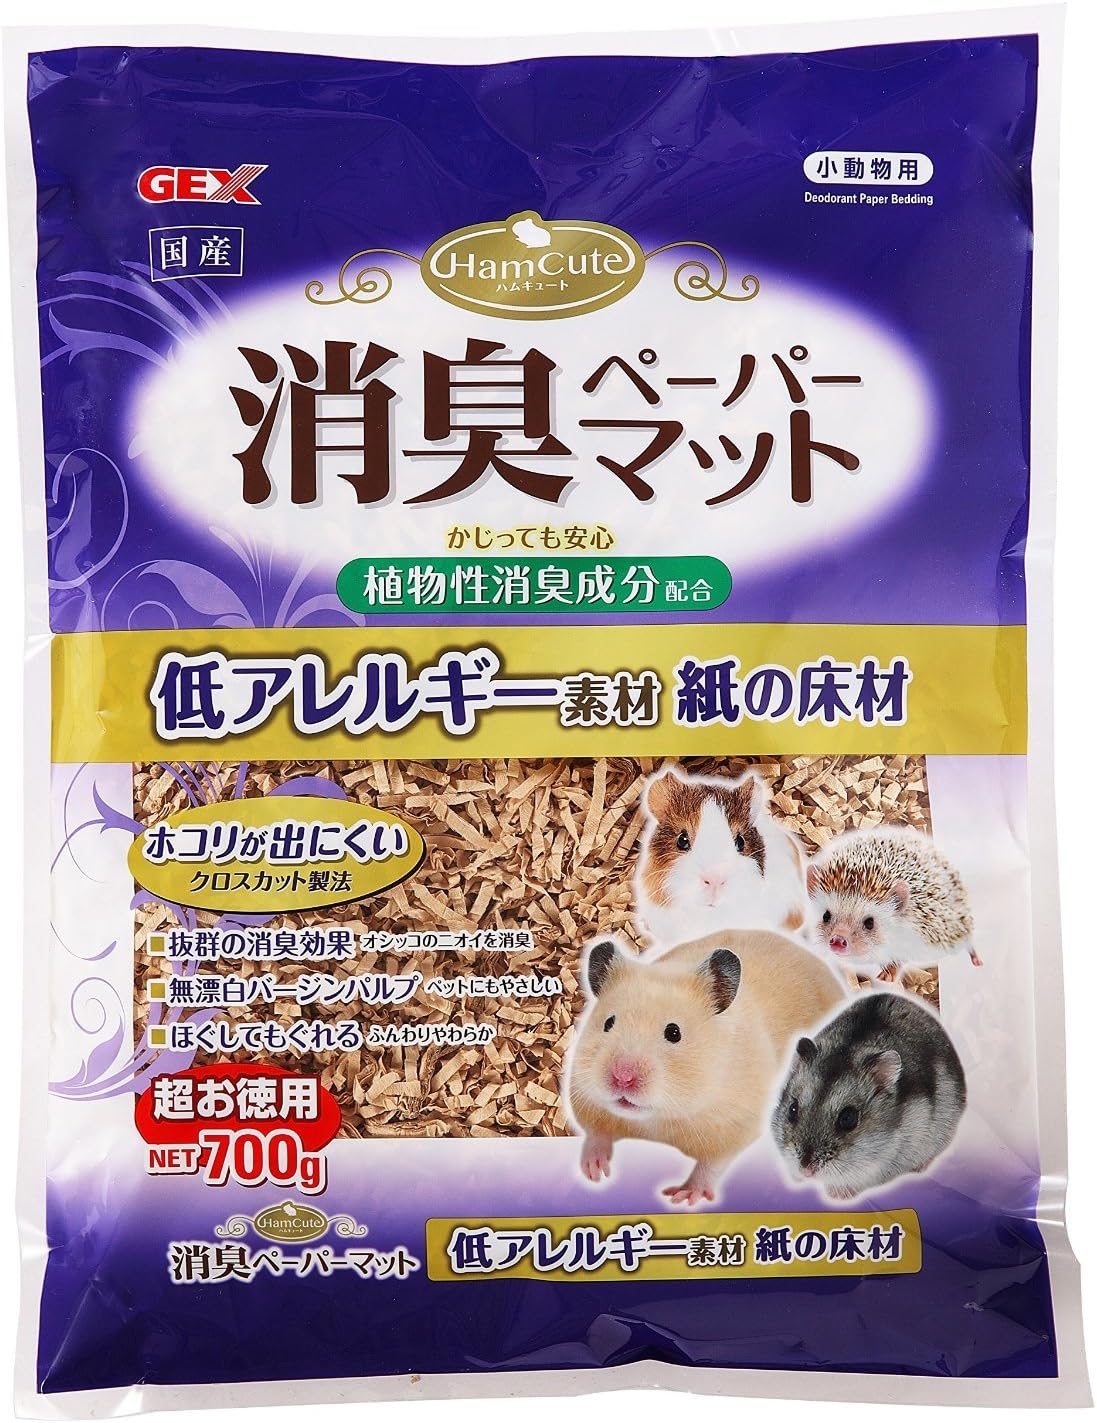 GEX
小動物用
Deodorant Paper Bedding
国産
HamCute
ハムキュート
消臭ペーパーマット
かじっても安心
植物性消臭成分配合
低アレルギー素材 紙の床材
ホコリが出にくい
クロスカット製法
■抜群の消臭効果 オシッコのニオイを消臭
■無漂白バージンパルプ ペットにもやさしい
■ほぐしてもぐれる ふんわりやわらか
超お徳用
NET 700g
HamCute
ハムキュート
消臭ペーパーマット
低アレルギー素材 紙の床材